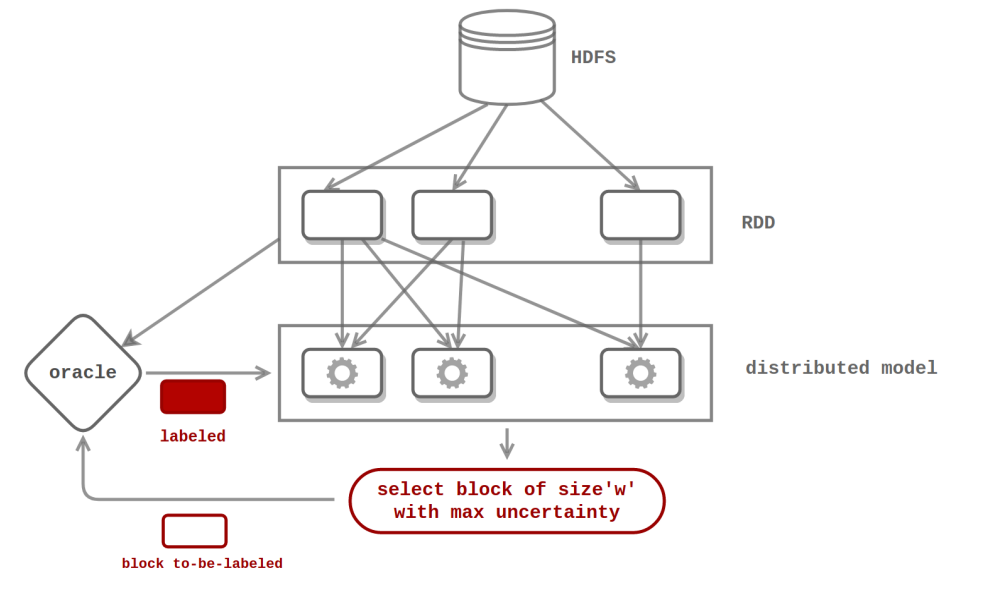 HDFS
RDD
distributed model
oracle
labeled
select block of size'w'
with max uncertainty
block to-be-labeled